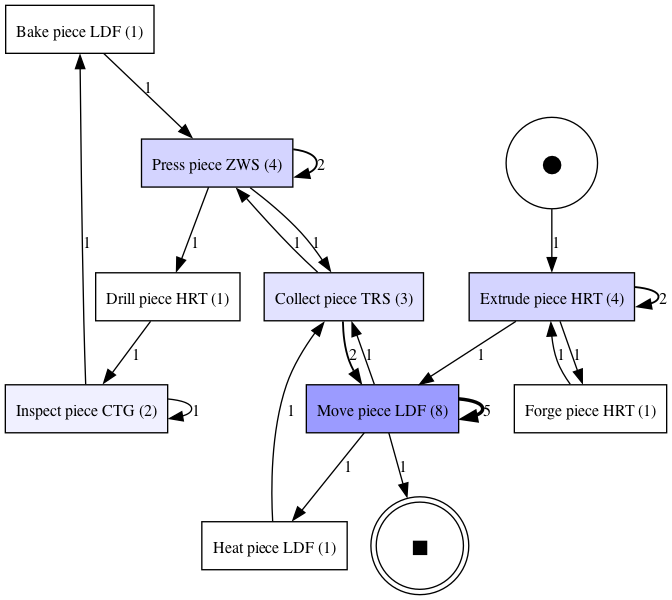 Bake piece LDF (1)
1
Press piece ZWS (4)
2
1
1
1
1
1
Drill piece HRT (1)
Collect piece TRS (3)
Extrude piece HRT (4)
2
1
2
1
1
1
1
Inspect piece CTG (2)
1
Move piece LDF (8)
5
Forge piece HRT (1)
1
1
1
Heat piece LDF (1)